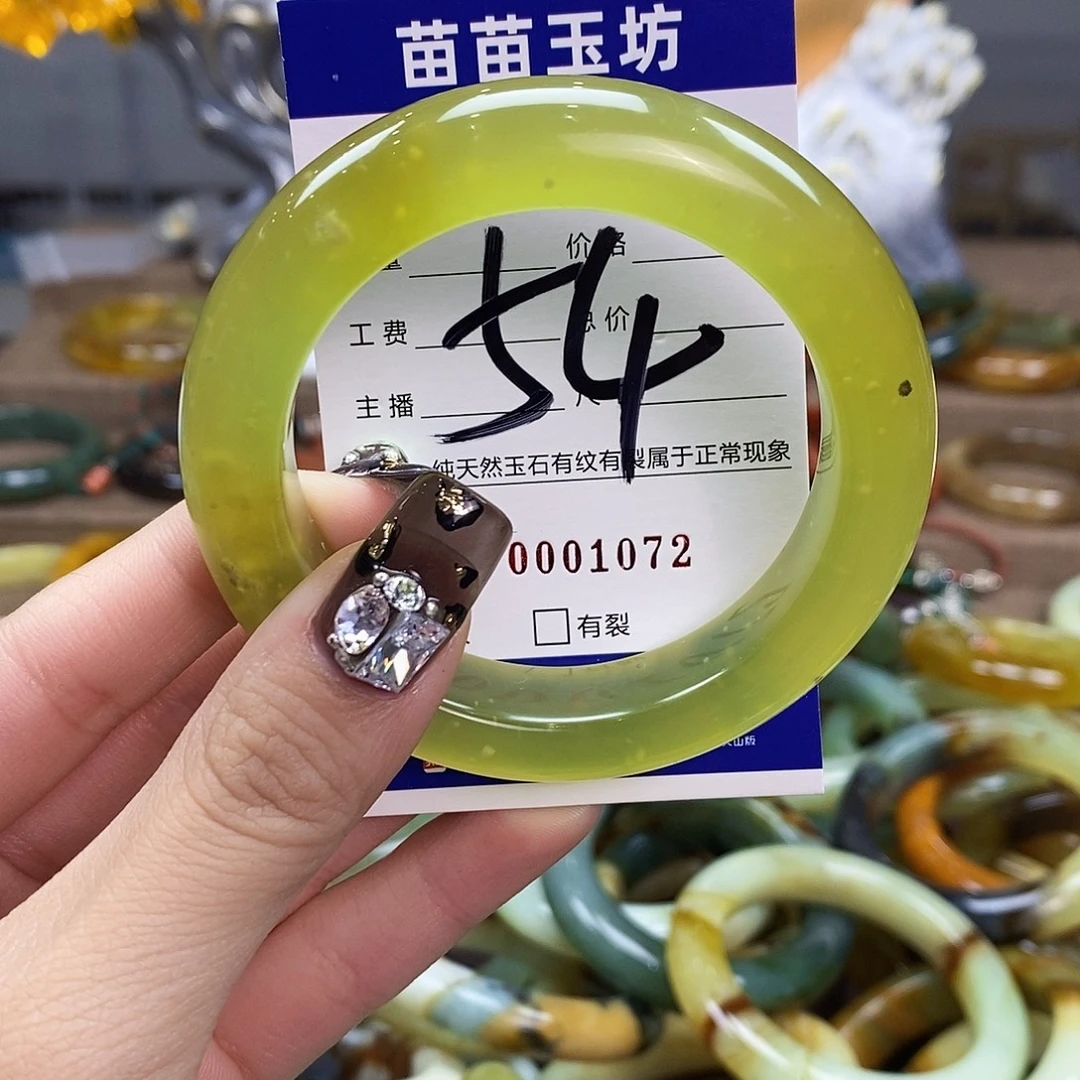 苗苗玉坊
价格
54
工费 总价
主播
纯天然玉石有纹有裂属于正常现象
0001072
有裂